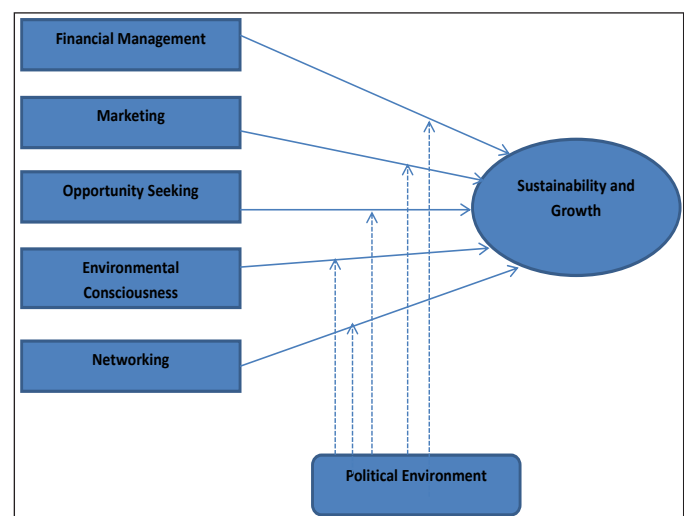 Financial Management
Marketing
Opportunity Seeking
Environmental
Consciousness
Networking
Sustainability and
Growth
Political Environment